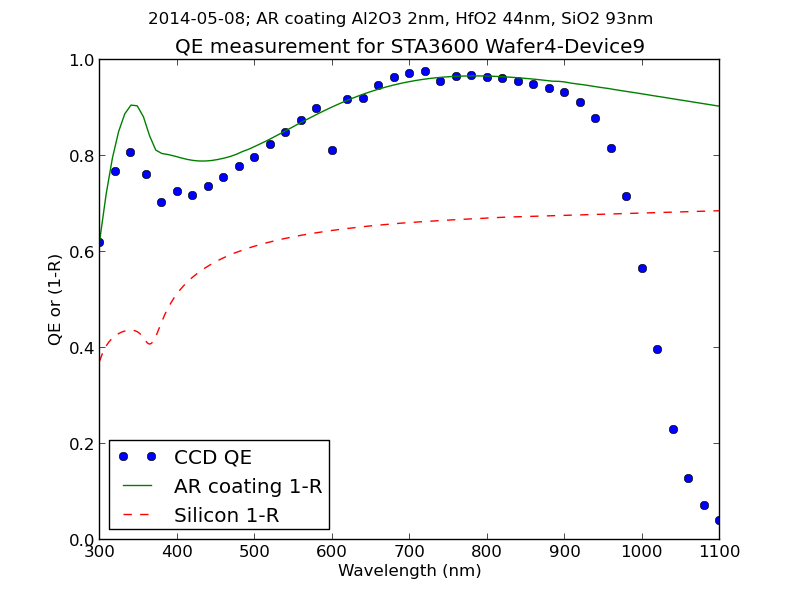 2014-05-08; AR coating Al2O3 2nm, HfO2 44nm, SiO2 93nm
QE measurement for STA3600 Wafer4-Device9
1.0
0.8
0.6
0.4
0.2
0.0
QE or (1-R)
CCD QE
AR coating 1-R
Silicon 1-R
300 400 500 600 700 800 900 1000 1100
Wavelength (nm)